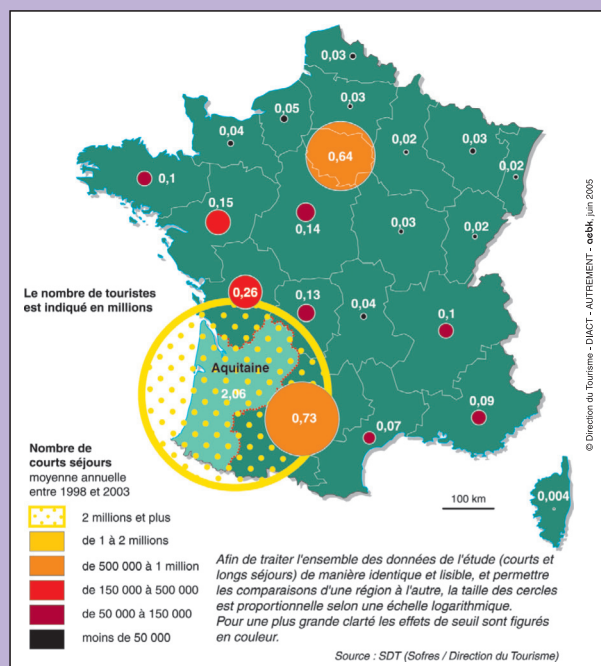 0,03
0,05
0,03
0,04
0,02
0,03
0,02
0,64
0,1
0,15
0,14
0,03
0,02
Le nombre de touristes
est indiqué en millions
0,26
0,13
0,04
0,1
Aquitaine
2,06
0,73
0,07
0,09
0,004
100 km
Nombre de
courts séjours
moyenne annuelle
entre 1998 et 2003
2 millions et plus
de 1 à 2 millions
de 500 000 à 1 million
de 150 000 à 500 000
de 50 000 à 150 000
moins de 50 000
Afin de traiter l'ensemble des données de l'étude (courts et
longs séjours) de manière identique et lisible, et permettre
les comparaisons d'une région à l'autre, la taille des cercles
est proportionnelle selon une échelle logarithmique.
Pour une plus grande clarté les effets de seuil sont figurés
en couleur.
Source : SDT (Sofres / Direction du Tourisme)
© Direction du Tourisme - DIACT - AUTREMENT - aebk, juin 2005